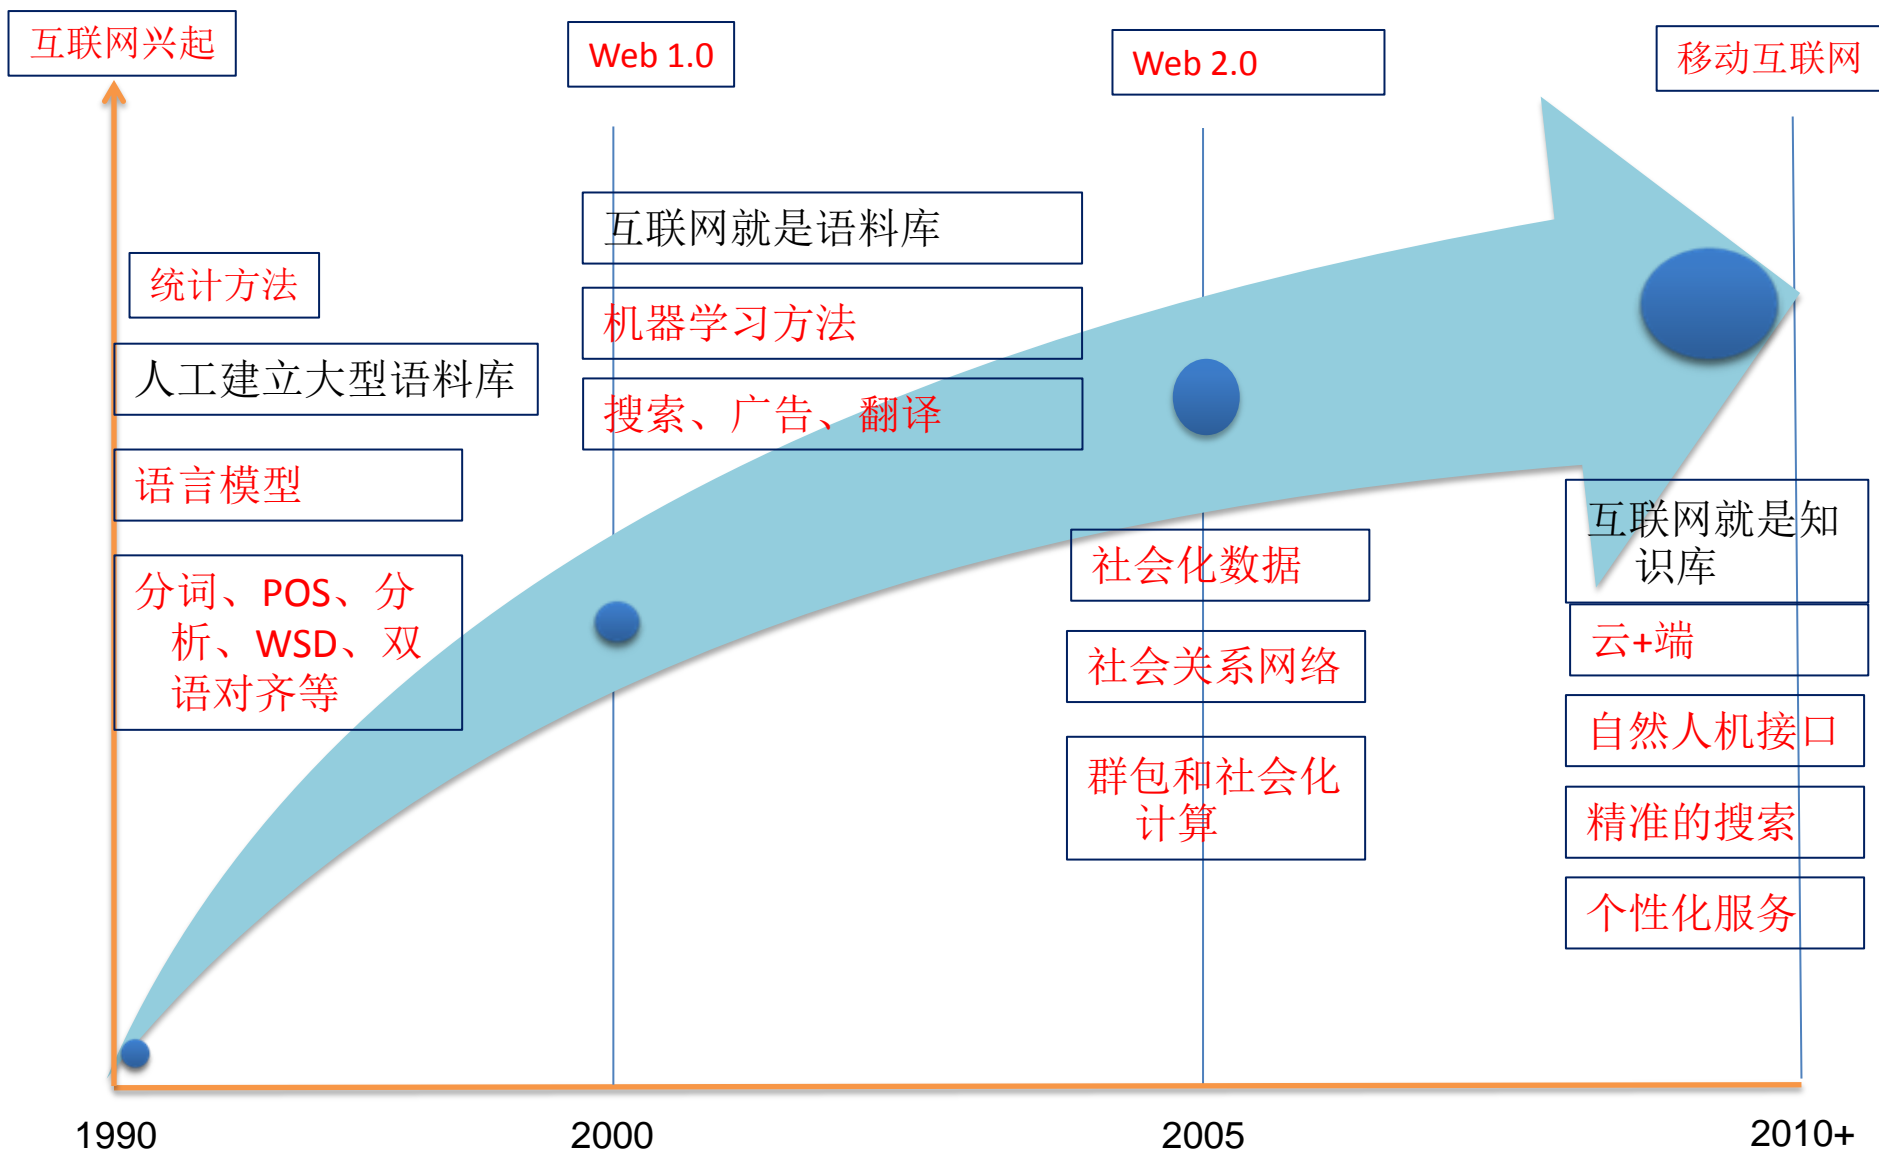 互联网兴起
Web 1.0
Web 2.0
移动互联网
统计方法
人工建立大型语料库
语言模型
分词、POS、分
析、WSD、双
语对齐等
互联网就是语料库
机器学习方法
搜索、广告、翻译
社会化数据
社会关系网络
群包和社会化
计算
互联网就是知
识库
云+端
自然人机接口
精准的搜索
个性化服务
1990
2000
2005
2010+